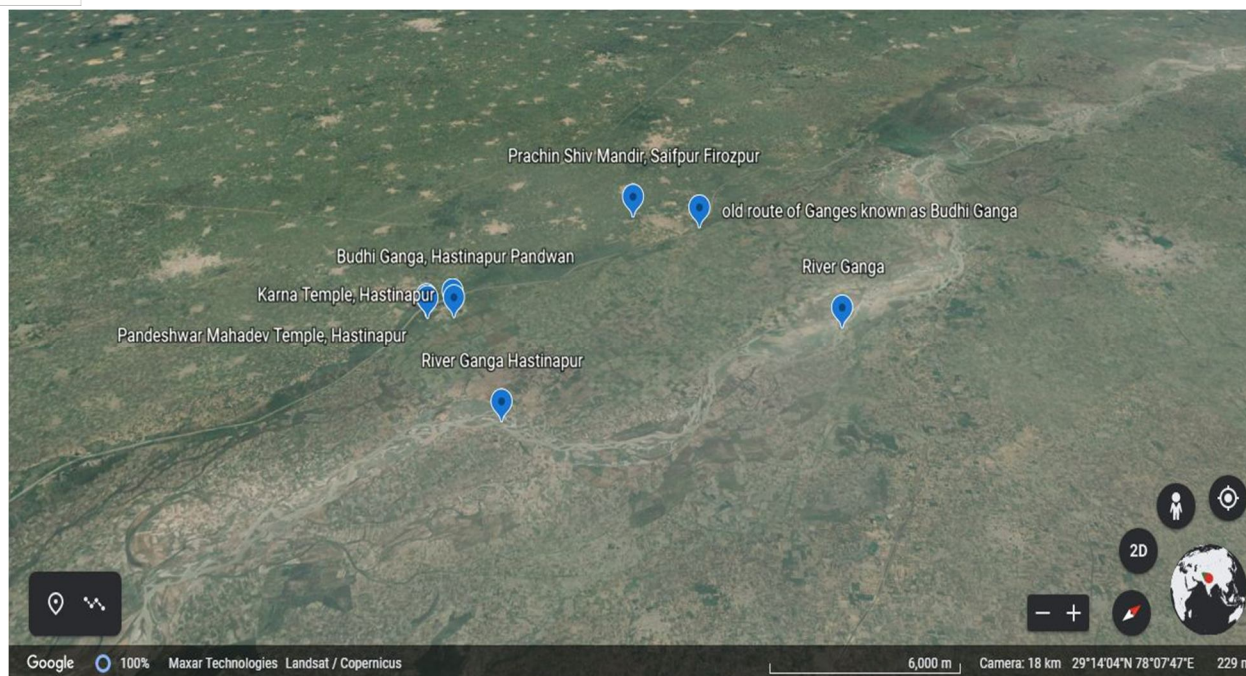 Prachin Shiv Mandir, Saifpur Firozpur
old route of Ganges known as Budhi Ganga
Budhi Ganga, Hastinapur Pandwan
River Ganga
Karna Temple, Hastinapur
Pandeshwar Mahadev Temple, Hastinapur
River Ganga Hastinapur
2D
Google 100% Maxar Technologies Landsat / Copernicus 6,000 m Camera: 18 km 29°14'04"N 78°07'47"E 229